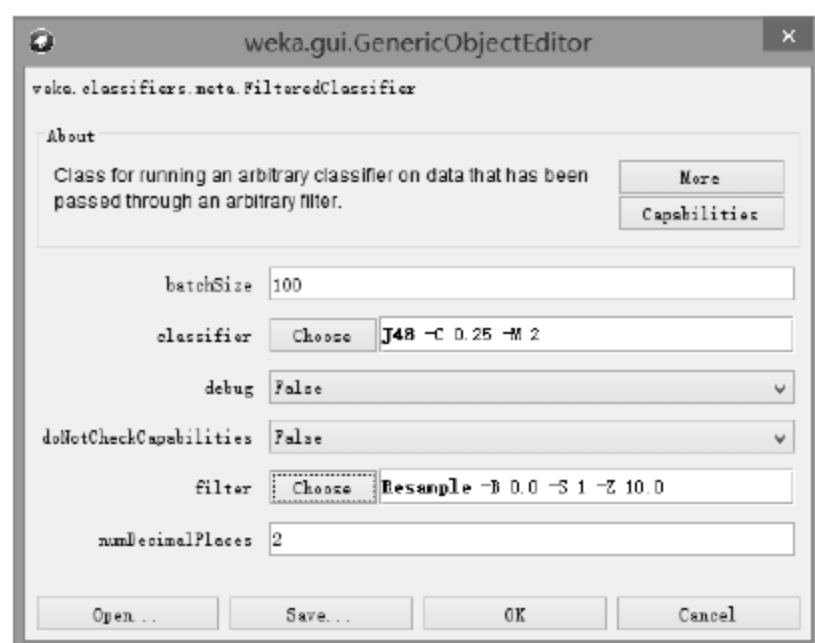 weka.gui.GenericObjectEditor
weka.classifiers.meta.FilteredClassifier
About
Class for running an arbitrary classifier on data that has been
passed through an arbitrary filter.
More
Capabilities
batchSize 100
classifier Choose J48 -C 0.25 -M 2
debug False
doNotCheckCapabilities False
filter Choose Resample -B 0.0 -S 1 -Z 10.0
numDecimalPlaces 2
Open... Save... OK Cancel